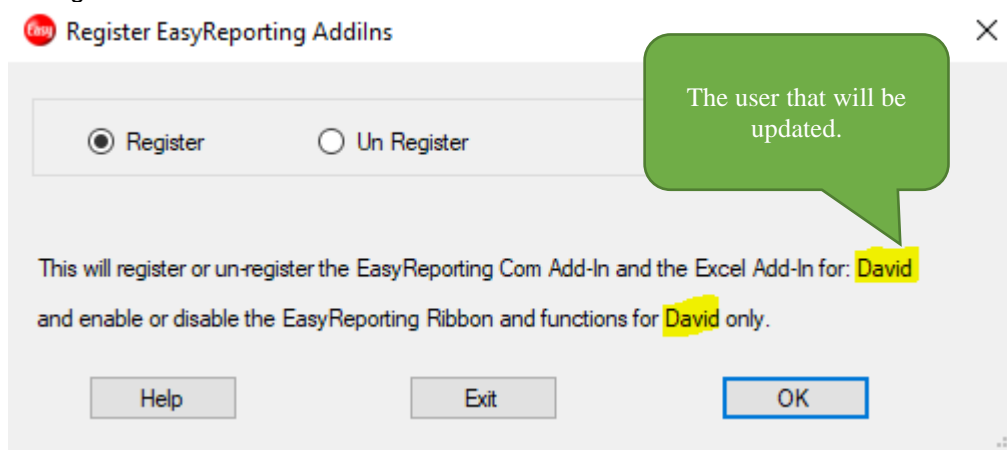 Easy
Register EasyReporting AddiIns
The user that will be
updated.
Register
Un Register
This will register or un-register the EasyReporting Com Add-In and the Excel Add-In for: David
and enable or disable the EasyReporting Ribbon and functions for David only.
Help
Exit
OK